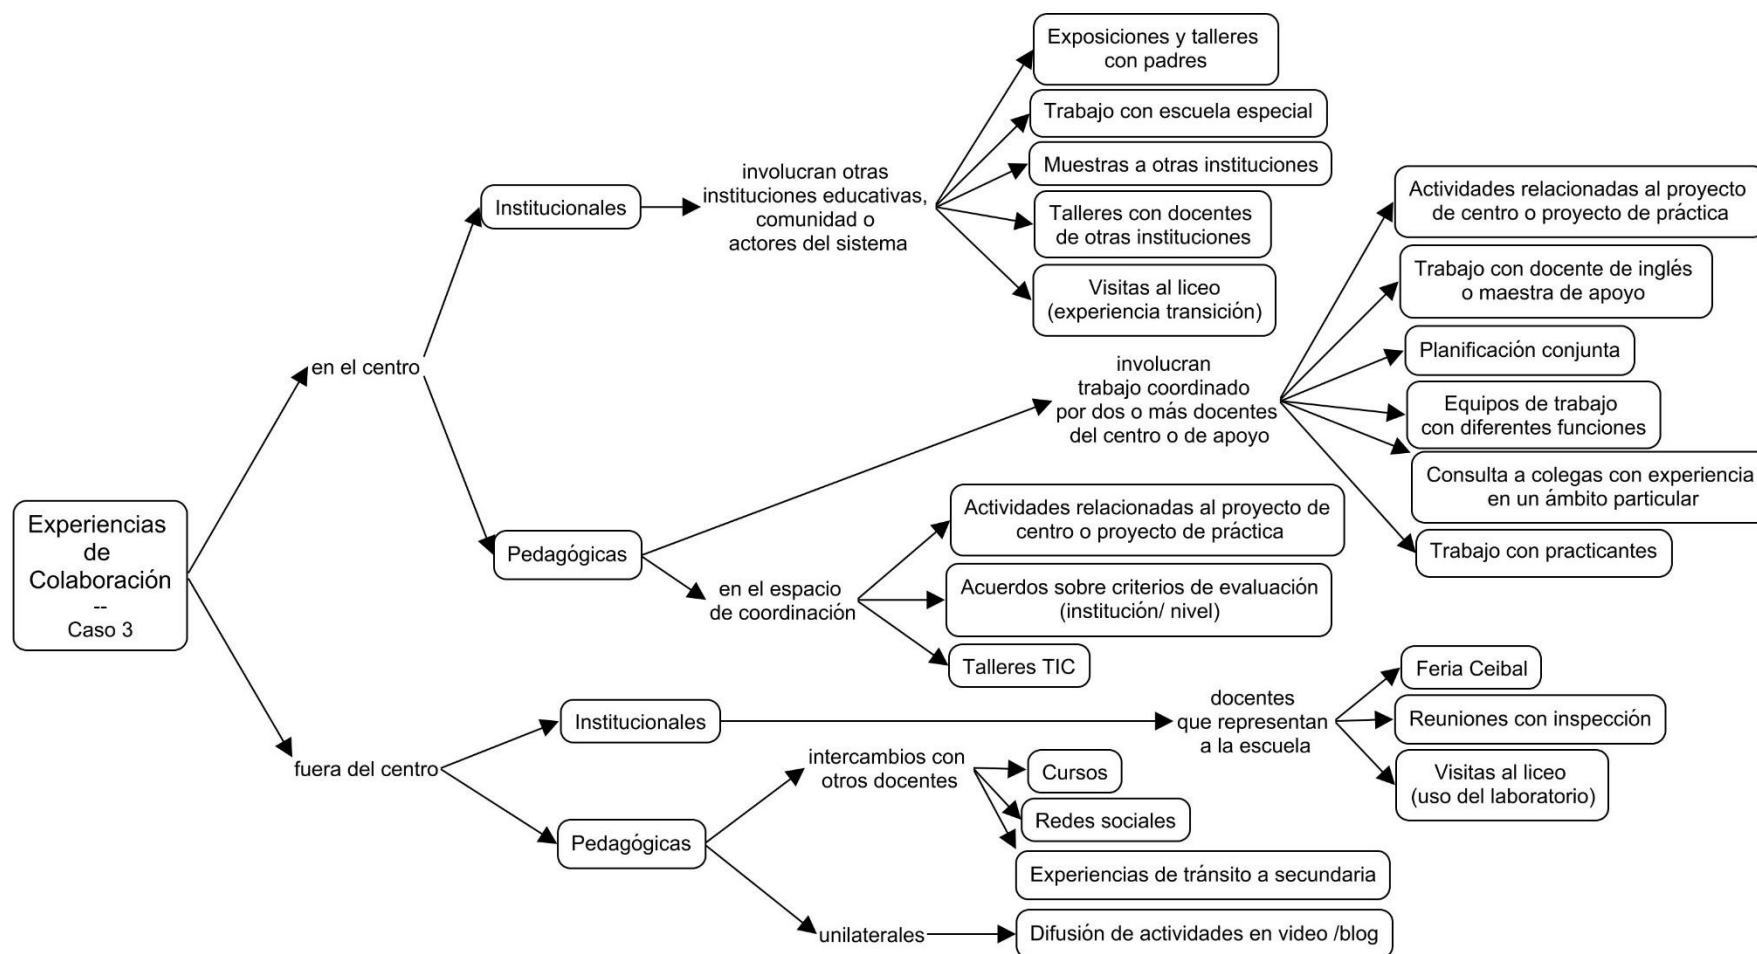 Experiencias
de
Colaboración
--
Caso 3
en el centro
Institucionales
involucran otras
instituciones educativas,
comunidad o
actores del sistema
Exposiciones y talleres
con padres
Trabajo con escuela especial
Muestras a otras instituciones
Talleres con docentes
de otras instituciones
Visitas al liceo
(experiencia transición)
Pedagógicas
involucran
trabajo coordinado
por dos o más docentes
del centro o de apoyo
Actividades relacionadas al proyecto
de centro o proyecto de práctica
Trabajo con docente de inglés
o maestra de apoyo
Planificación conjunta
Equipos de trabajo
con diferentes funciones
Consulta a colegas con experiencia
en un ámbito particular
Trabajo con practicantes
en el espacio
de coordinación
Actividades relacionadas al proyecto de
centro o proyecto de práctica
Acuerdos sobre criterios de evaluación
(institución/ nivel)
Talleres TIC
fuera del centro
Institucionales
docentes
que representan
a la escuela
Feria Ceibal
Reuniones con inspección
Visitas al liceo
(uso del laboratorio)
Pedagógicas
intercambios con
otros docentes
Cursos
Redes sociales
Experiencias de tránsito a secundaria
unilaterales
Difusión de actividades en video /blog